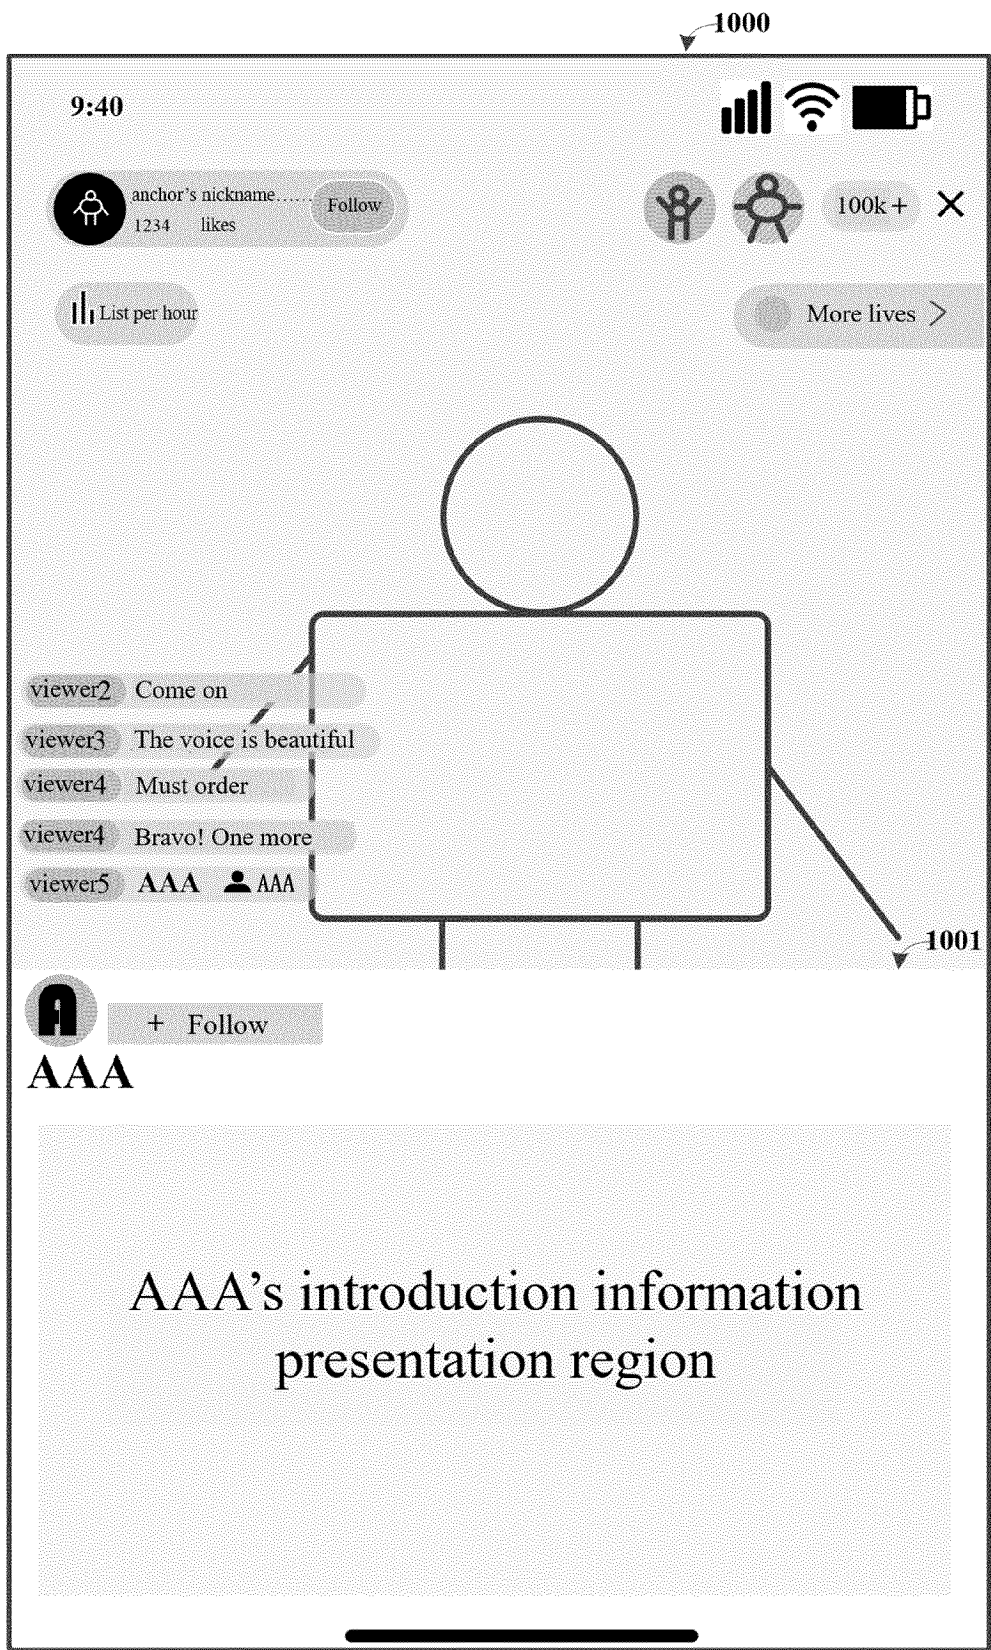 1000
9:40
anchor's nickname......
Follow
1234 likes
100k+
List per hour
More lives
viewer2 Come on
viewer3 The voice is beautiful
viewer4 Must order
viewer4 Bravo! One more
viewer5 AAA AAA
1001
A
+ Follow
AAA
AAA's introduction information
presentation region